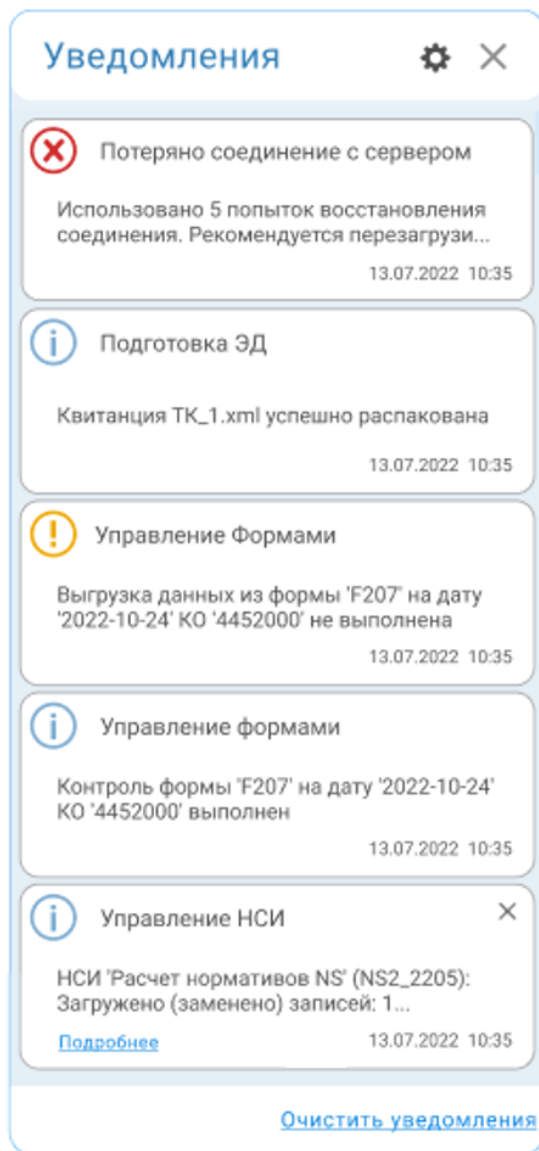 Уведомления
Потеряно соединение с сервером
Использовано 5 попыток восстановления
соединения. Рекомендуется перезагрузи...
13.07.2022 10:35
Подготовка ЭД
Квитанция ТК_1.xml успешно распакована
13.07.2022 10:35
Управление Формами
Выгрузка данных из формы 'F207' на дату
'2022-10-24' КО '4452000' не выполнена
13.07.2022 10:35
Управление формами
Контроль формы 'F207' на дату '2022-10-24'
КО '4452000' выполнен
13.07.2022 10:35
Управление НСИ
НСИ 'Расчет нормативов NS' (NS2_2205):
Загружено (заменено) записей: 1...
Подробнее 13.07.2022 10:35
Очистить уведомления